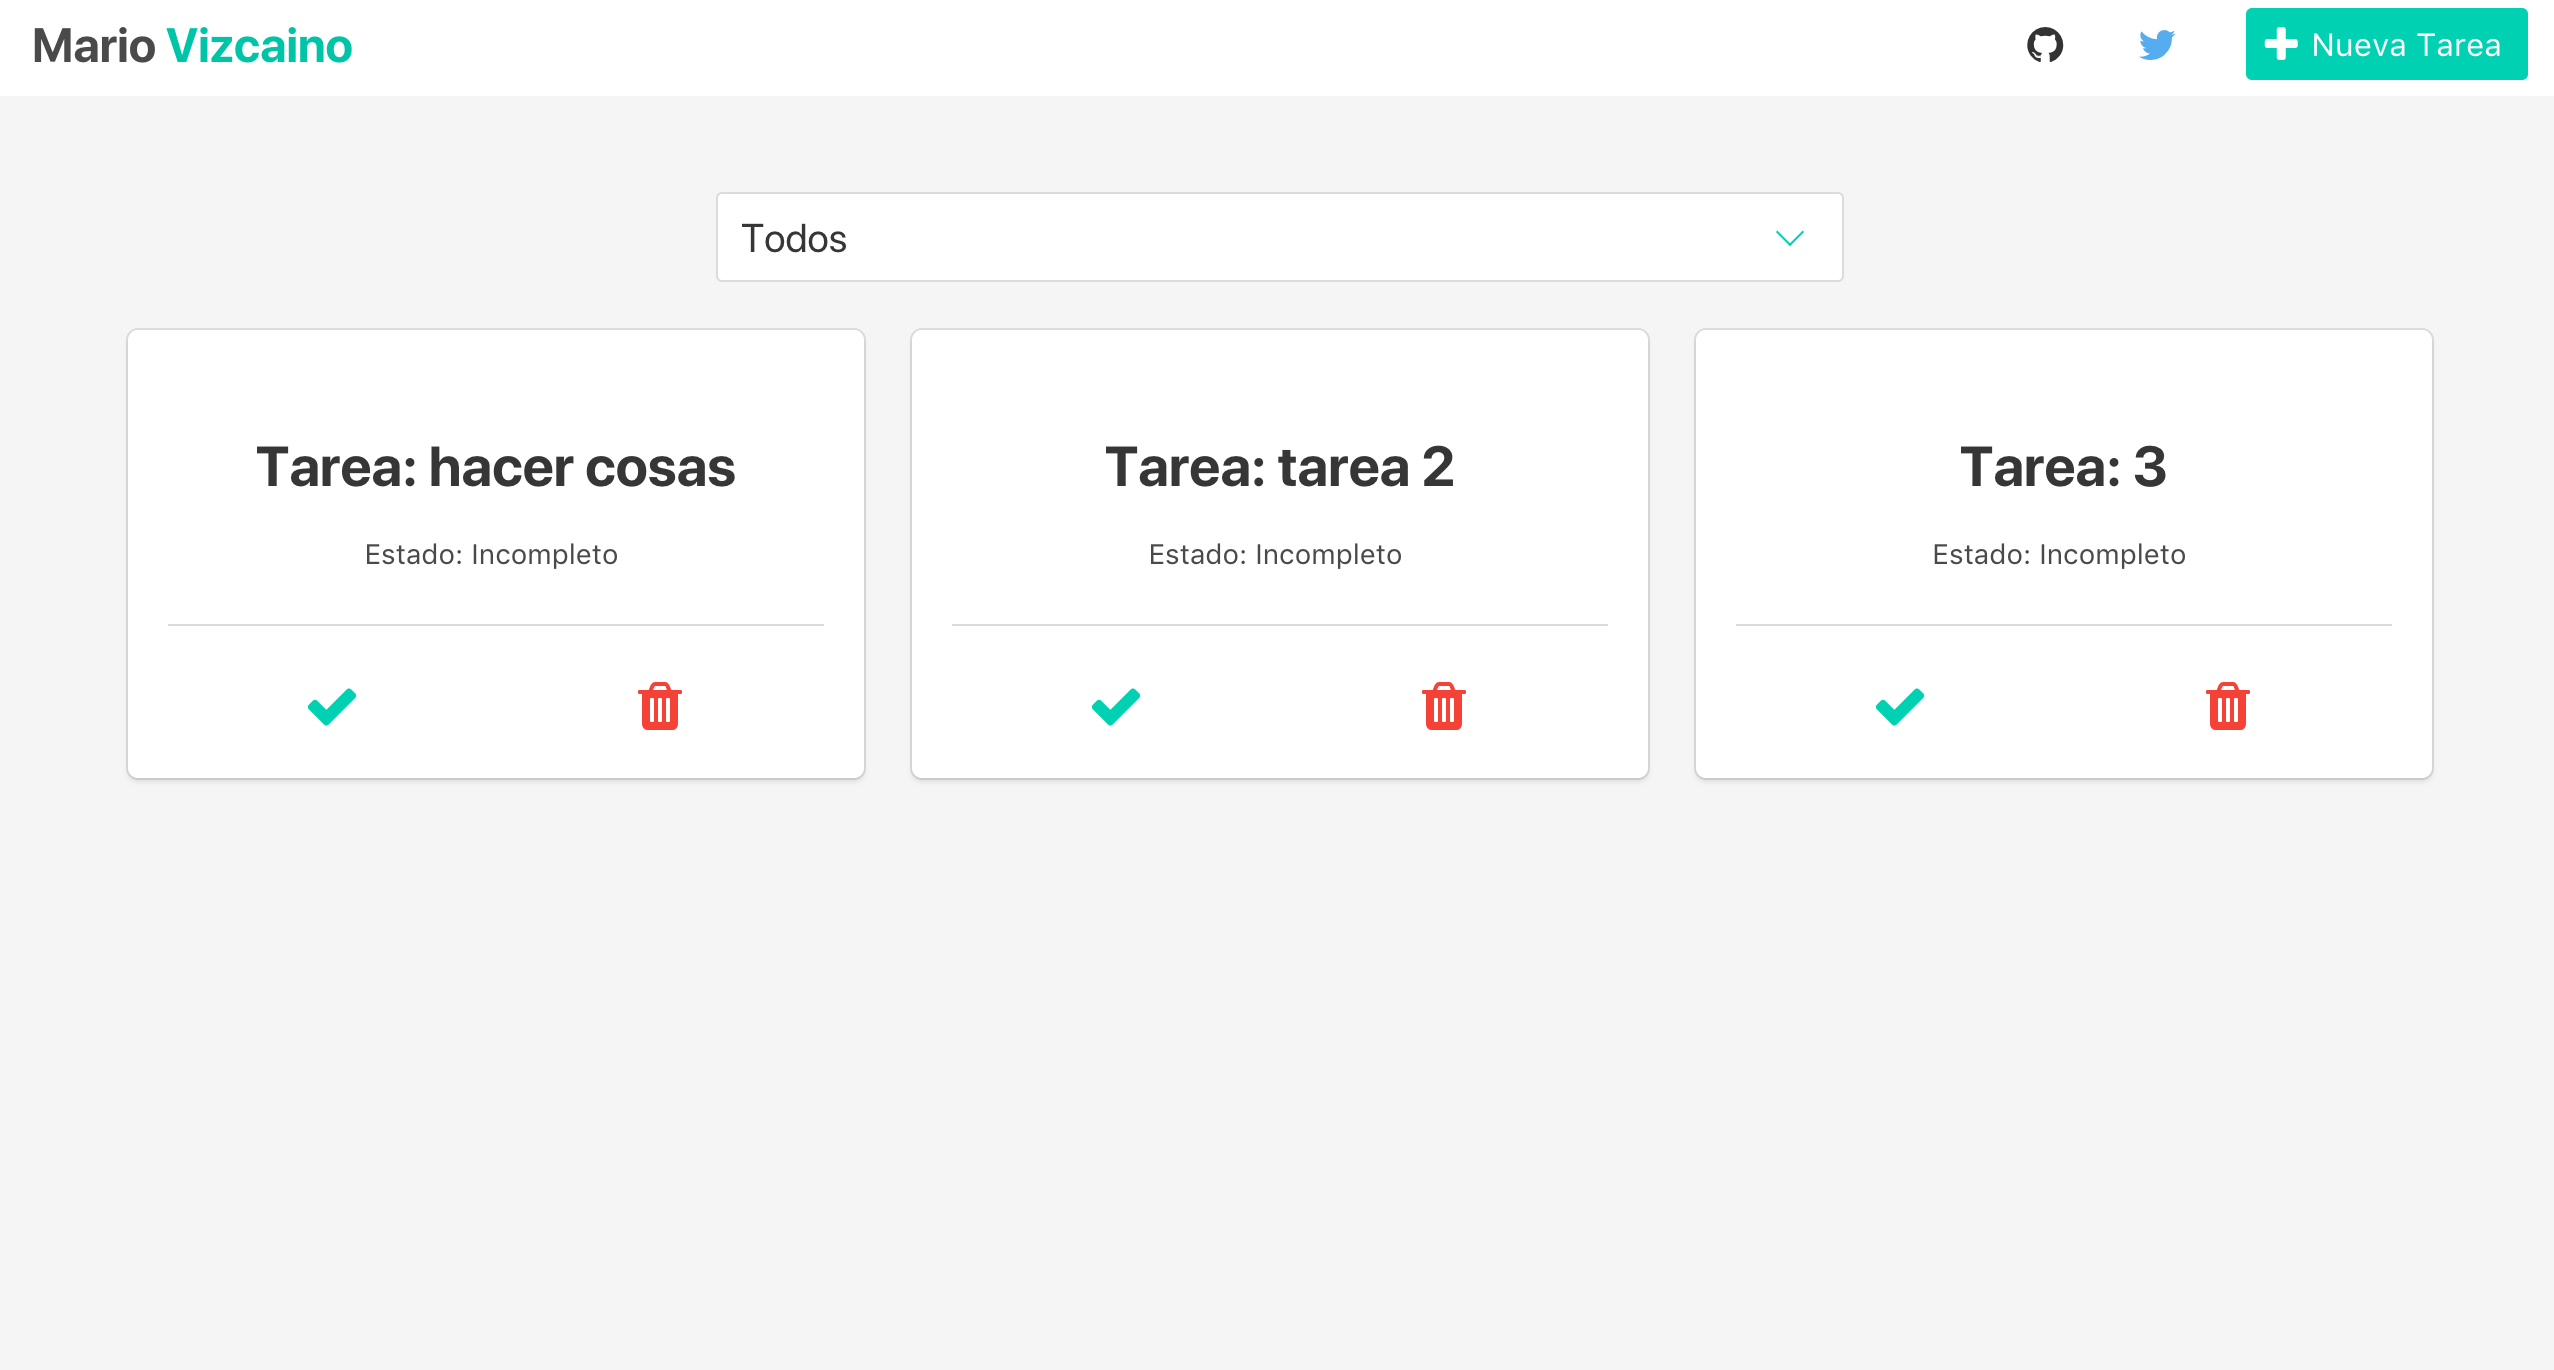 Mario Vizcaino
Nueva Tarea
Todos
Tarea: hacer cosas
Estado: Incompleto
Tarea: tarea 2
Estado: Incompleto
Tarea: 3
Estado: Incompleto